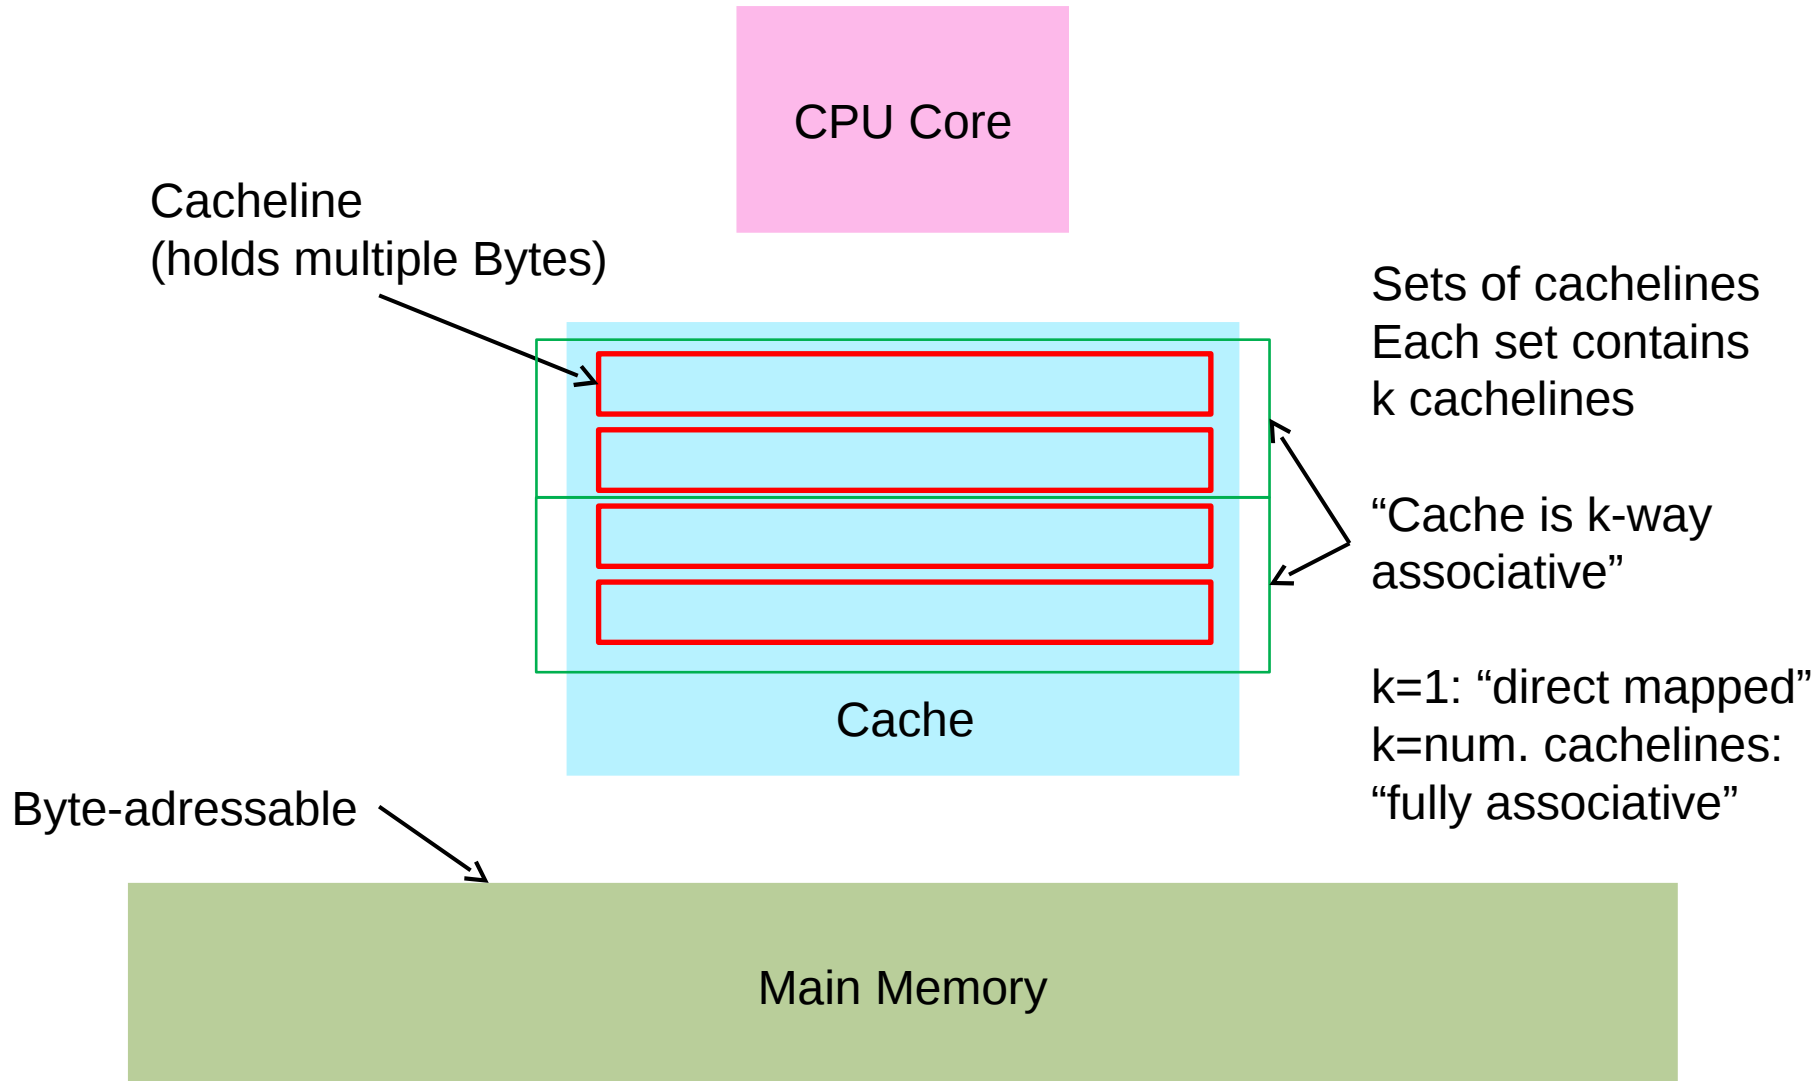 CPU Core
Cacheline
(holds multiple Bytes)
Sets of cachelines
Each set contains
k cachelines
“Cache is k-way
associative”
k=1: “direct mapped”
k=num. cachelines:
“fully associative”
Cache
Byte-adressable
Main Memory